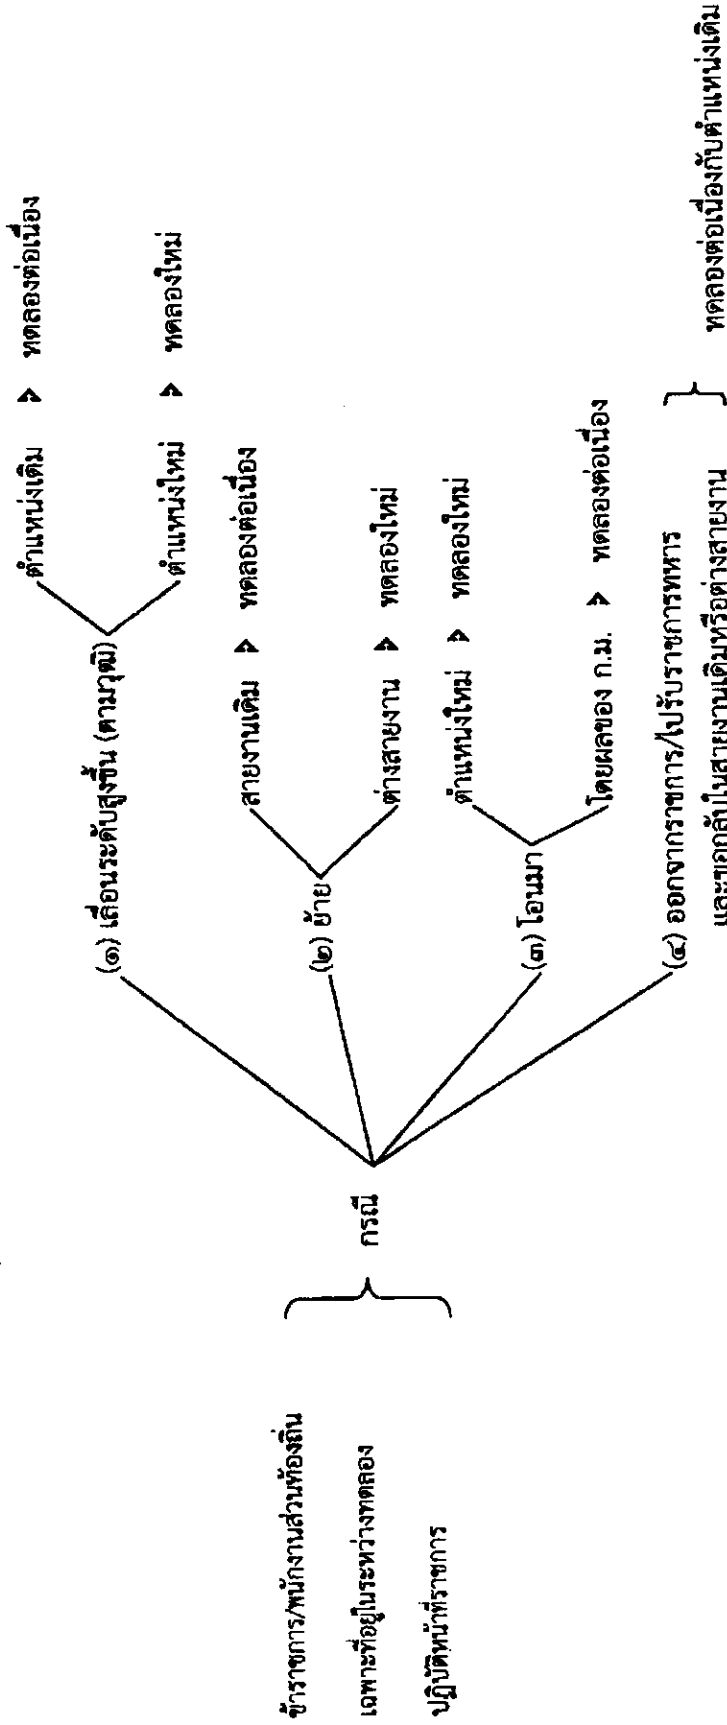 ข้าราชการ/พนักงานส่วนท้องถิ่น
เฉพาะที่อยู่ในระหว่างทดลอง
ปฏิบัติหน้าที่ราชการ
กรณี
(๑) เลื่อนระดับสูงขึ้น (ตามวุฒิ)
ตำแหน่งเดิม ทดลองต่อเนื่อง
ตำแหน่งใหม่ ทดลองใหม่
(๒) ย้าย
สายงานเดิม ทดลองต่อเนื่อง
ต่างสายงาน ทดลองใหม่
(๓) โอนมา
ตำแหน่งใหม่ ทดลองใหม่
โดยผลของ ก.ม. ทดลองต่อเนื่อง
(๔) ออกจากราชการ/ไปรับราชการทหาร
และขอกลับในสายงานเดิมหรือต่างสายงาน
ทดลองต่อเนื่องกับตำแหน่งเดิม